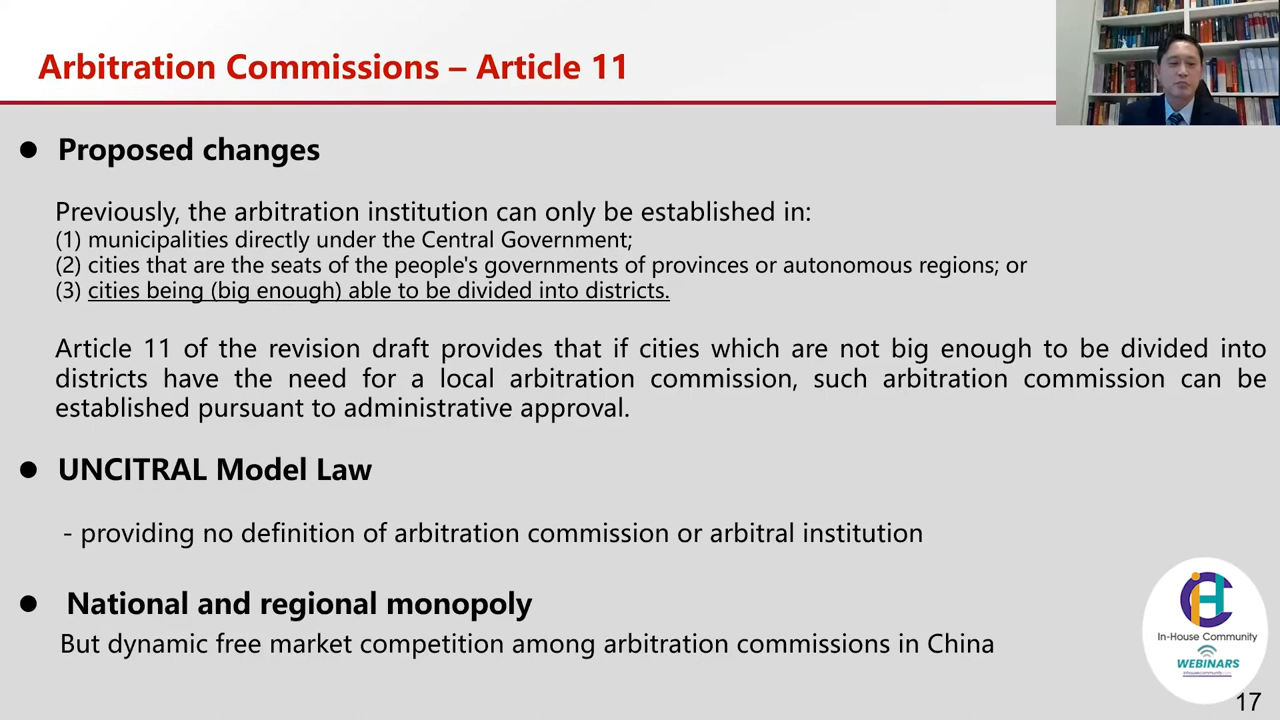 Arbitration Commissions – Article 11
● Proposed changes
Previously, the arbitration institution can only be established in:
(1) municipalities directly under the Central Government;
(2) cities that are the seats of the people's governments of provinces or autonomous regions; or
(3) cities being (big enough) able to be divided into districts.
Article 11 of the revision draft provides that if cities which are not big enough to be divided into
districts have the need for a local arbitration commission, such arbitration commission can be
established pursuant to administrative approval.
● UNCITRAL Model Law
- providing no definition of arbitration commission or arbitral institution
● National and regional monopoly
But dynamic free market competition among arbitration commissions in China
In-House Community
WEBINARS
17